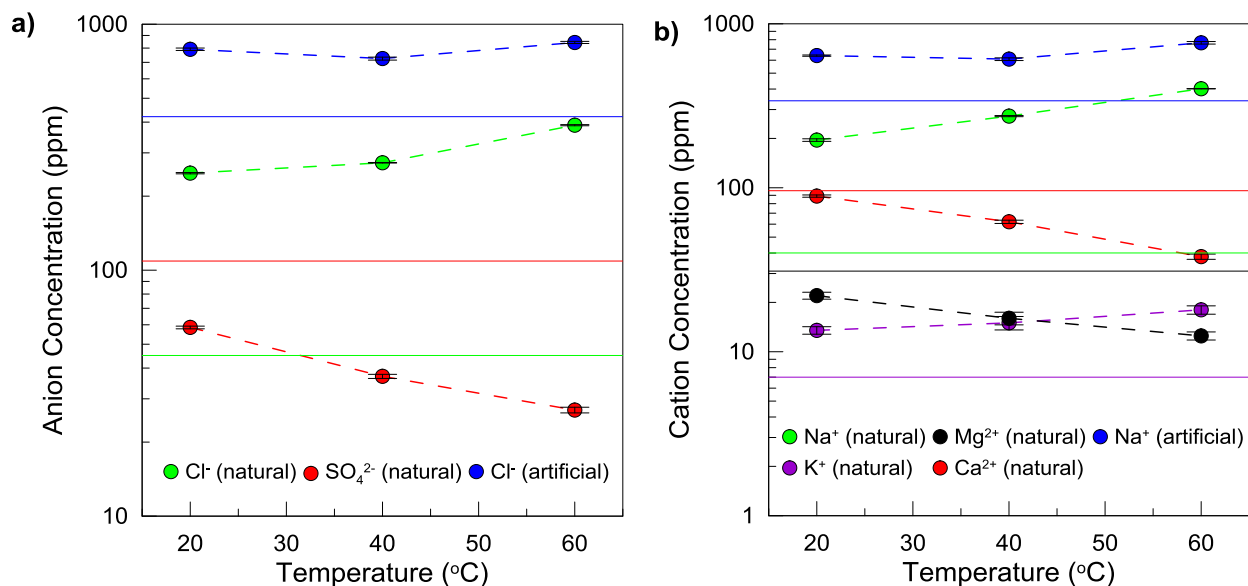 a)
Anion Concentration (ppm)
1000
100
10
Cl⁻ (natural) SO₄²⁻ (natural) Cl⁻ (artificial)
20 30 40 50 60
Temperature (ºC)
b)
Cation Concentration (ppm)
1000
100
10
1
Na⁺ (natural) Mg²⁺ (natural) Na⁺ (artificial)
K⁺ (natural) Ca²⁺ (natural)
20 30 40 50 60
Temperature (ºC)